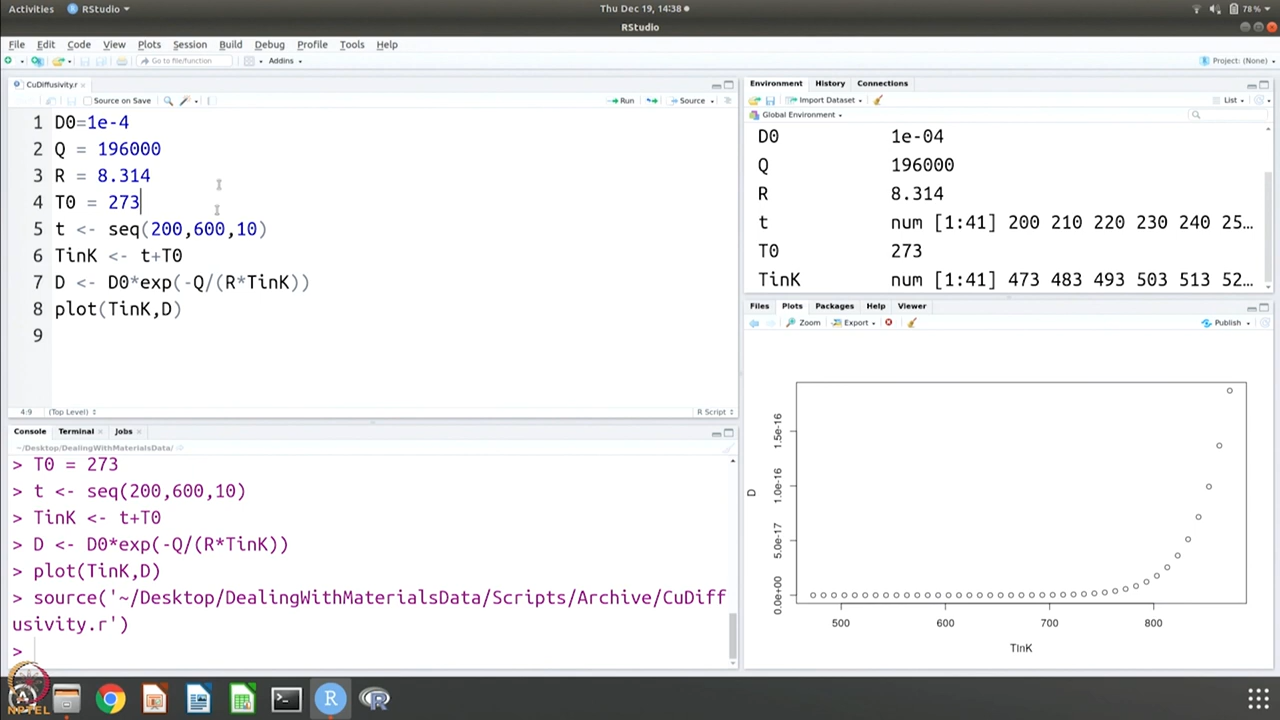 Activities RStudio Thu Dec 19, 14:38 78%
RStudio
File Edit Code View Plots Session Build Debug Profile Tools Help
Go to file/function Addins Project: (None)
CuDiffusivity.r
Source on Save Run Source
1 D0=1e-4
2 Q = 196000
3 R = 8.314
4 T0 = 273
5 t <- seq(200,600,10)
6 TinK <- t+T0
7 D <- D0*exp(-Q/(R*TinK))
8 plot(TinK,D)
9
4:9 (Top Level) R Script
Console Terminal Jobs
~/Desktop/DealingWithMaterialsData/
> T0 = 273
> t <- seq(200,600,10)
> TinK <- t+T0
> D <- D0*exp(-Q/(R*TinK))
> plot(TinK,D)
> source('~/Desktop/DealingWithMaterialsData/Scripts/Archive/CuDiff
usivity.r')
>
Environment History Connections
Import Dataset List
Global Environment
D0 1e-04
Q 196000
R 8.314
t num [1:41] 200 210 220 230 240 25...
T0 273
TinK num [1:41] 473 483 493 503 513 52...
Files Plots Packages Help Viewer
Zoom Export Publish
D
1.5e-16
1.0e-16
5.0e-17
0.0e+00
500 600 700 800
TinK
NPTEL